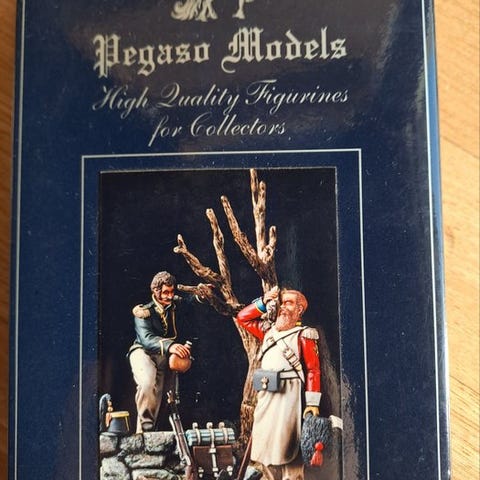 Pegaso Models
High Quality Figurines
for Collectors